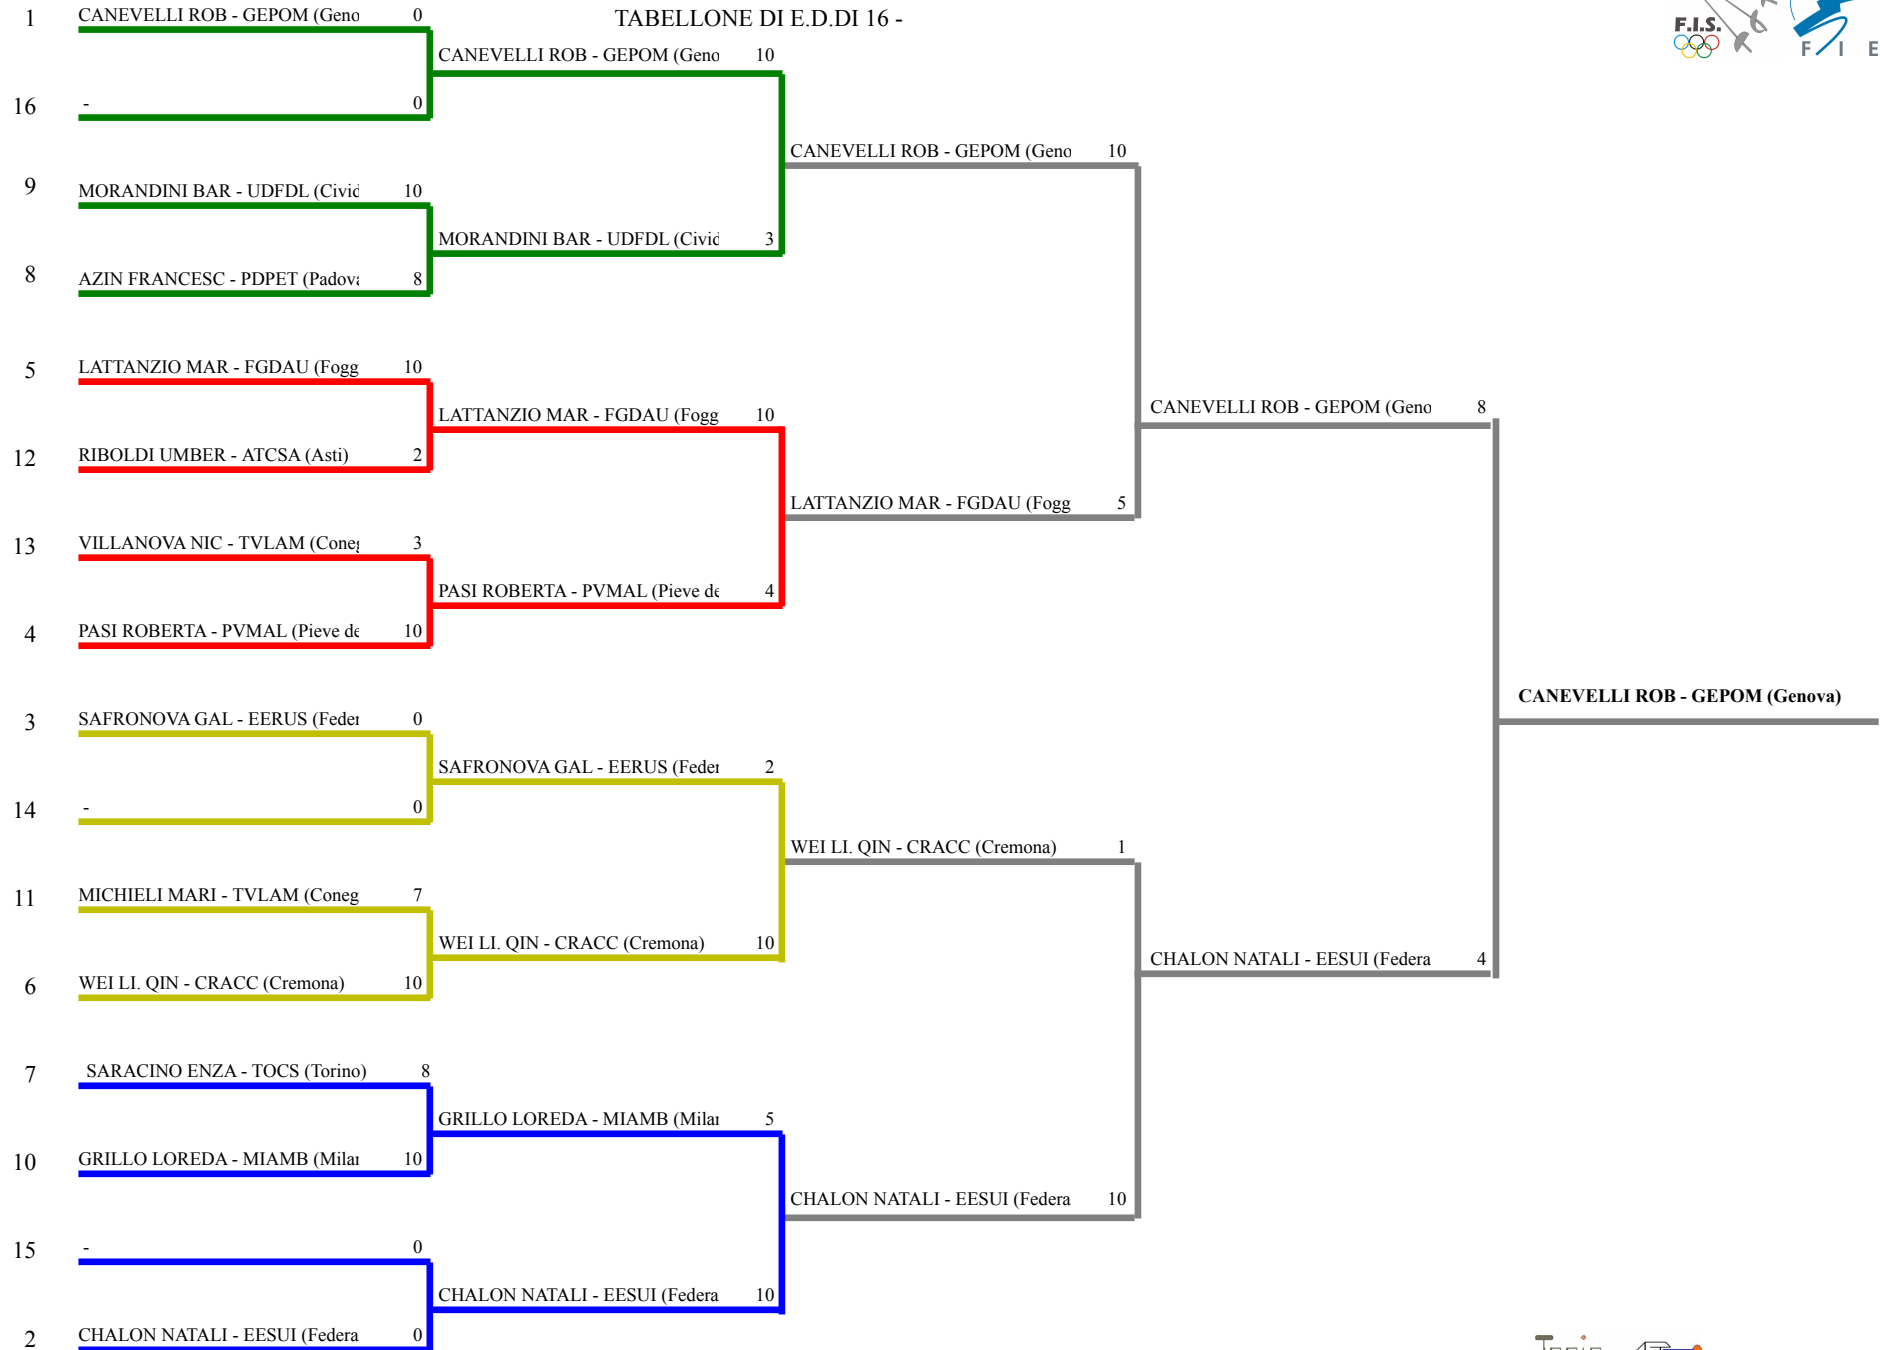 TABELLONE DI E.D.DI 16 -
F.I.S.
F I E
1 CANEVELLI ROB - GEPOM (Geno 0
CANEVELLI ROB - GEPOM (Geno 10
16 - 0
CANEVELLI ROB - GEPOM (Geno 10
9 MORANDINI BAR - UDFDL (Civid 10
MORANDINI BAR - UDFDL (Civid 3
8 AZIN FRANCESC - PDPET (Padova 8
5 LATTANZIO MAR - FGDAU (Fogg 10
CANEVELLI ROB - GEPOM (Geno 8
LATTANZIO MAR - FGDAU (Fogg 10
12 RIBOLDI UMBER - ATCSA (Asti) 2
LATTANZIO MAR - FGDAU (Fogg 5
13 VILLANOVA NIC - TVLAM (Coneg 3
PASI ROBERTA - PVMAL (Pieve de 4
4 PASI ROBERTA - PVMAL (Pieve de 10
CANEVELLI ROB - GEPOM (Genova)
3 SAFRONOVA GAL - EERUS (Feder 0
SAFRONOVA GAL - EERUS (Feder 2
14 - 0
WEI LI. QIN - CRACC (Cremona) 1
11 MICHIELI MARI - TVLAM (Coneg 7
WEI LI. QIN - CRACC (Cremona) 10
CHALON NATALI - EESUI (Federa 4
6 WEI LI. QIN - CRACC (Cremona) 10
7 SARACINO ENZA - TOCS (Torino) 8
GRILLO LOREDA - MIAMB (Milan 5
10 GRILLO LOREDA - MIAMB (Milan 10
CHALON NATALI - EESUI (Federa 10
15 - 0
CHALON NATALI - EESUI (Federa 10
2 CHALON NATALI - EESUI (Federa 0